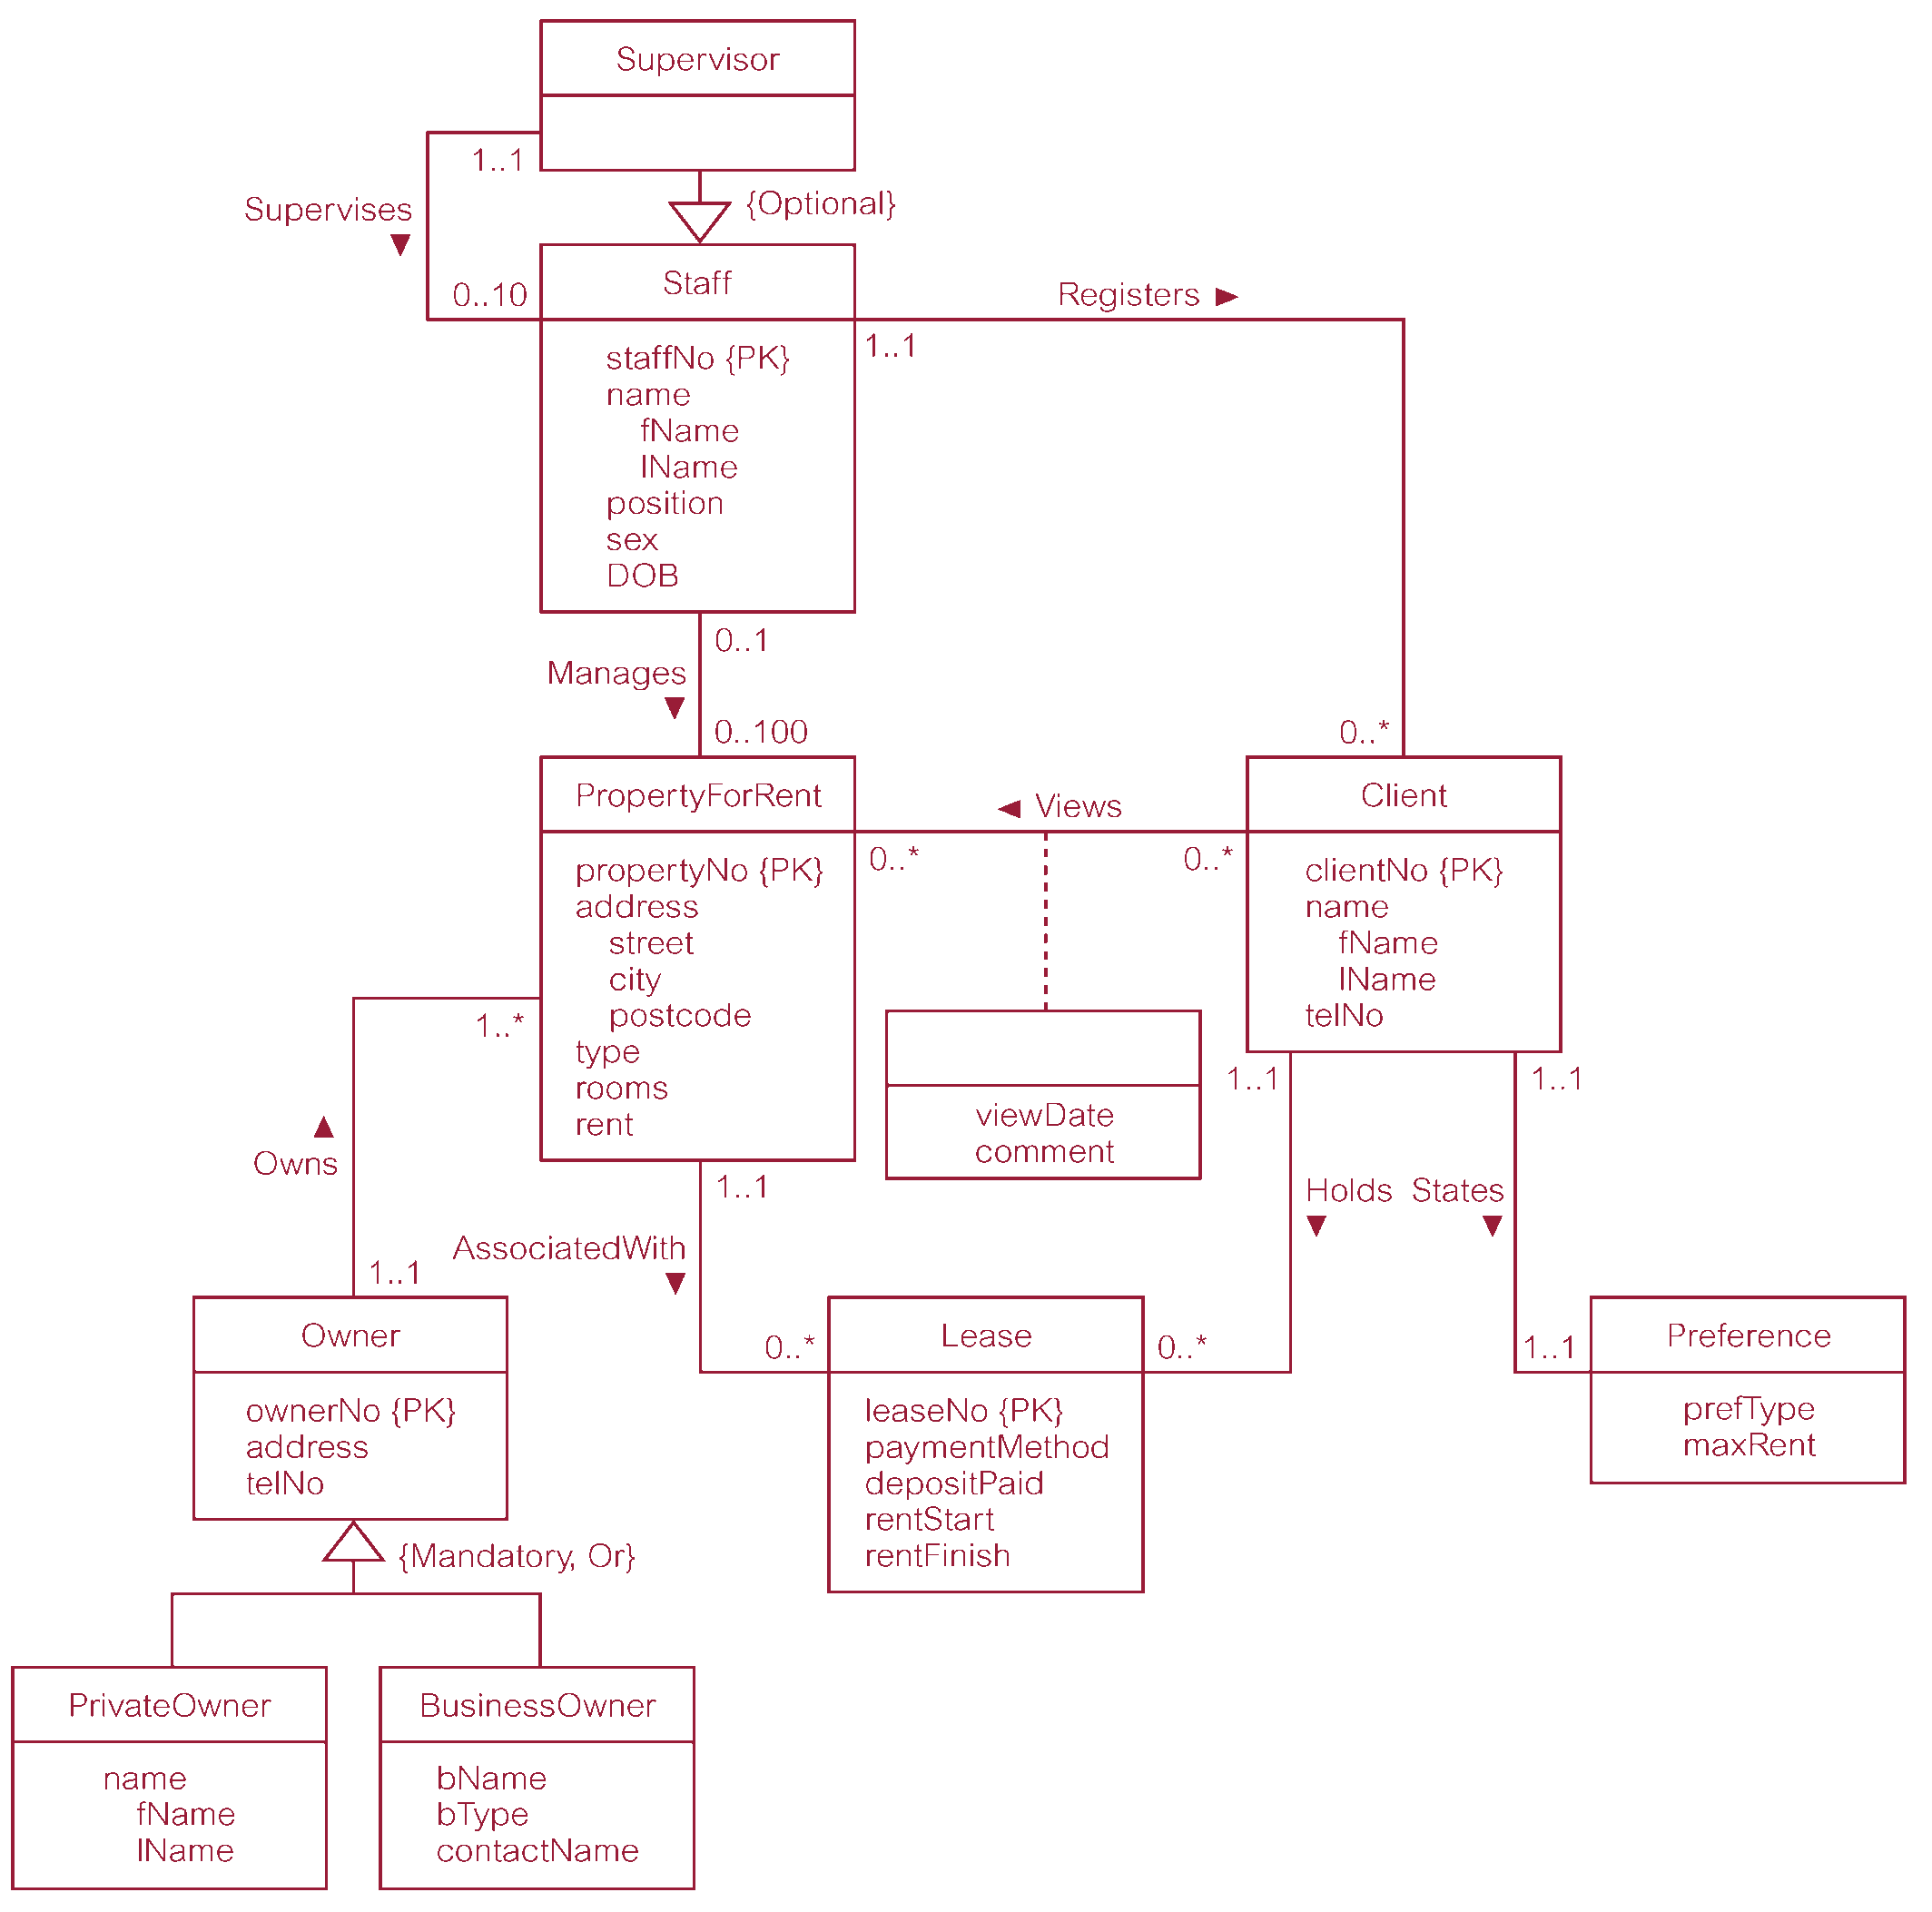 Supervisor
1..1
{Optional}
Supervises
▼
Staff
0..10
Registers ►
1..1
staffNo {PK}
name
fName
lName
position
sex
DOB
0..1
Manages
▼
0..100
0..*
PropertyForRent
◄ Views
Client
0..*
0..*
propertyNo {PK}
address
street
city
postcode
type
rooms
rent
clientNo {PK}
name
fName
lName
telNo
1..*
viewDate
comment
1..1
1..1
▲
Owns
1..1
Holds
▼
States
▼
AssociatedWith
▼
1..1
Owner
ownerNo {PK}
address
telNo
0..*
Lease
0..*
leaseNo {PK}
paymentMethod
depositPaid
rentStart
rentFinish
1..1
Preference
prefType
maxRent
{Mandatory, Or}
PrivateOwner
name
fName
lName
BusinessOwner
bName
bType
contactName